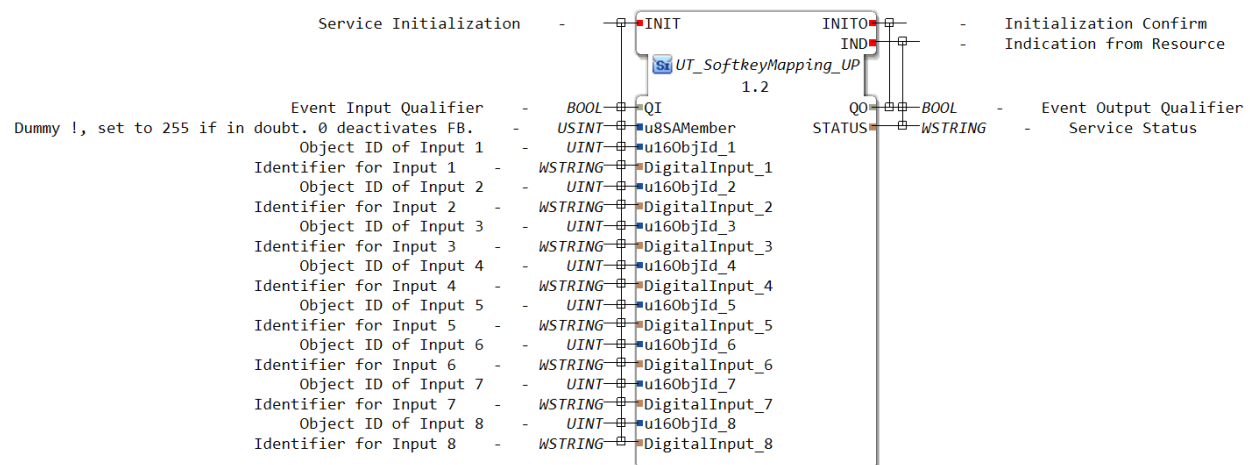 Service Initialization - INIT INITO - Initialization Confirm
IND - Indication from Resource
SI UT_SoftkeyMapping_UP
1.2
Event Input Qualifier - BOOL QI QO BOOL - Event Output Qualifier
Dummy !, set to 255 if in doubt. 0 deactivates FB. - USINT u8SAMember STATUS WSTRING - Service Status
Object ID of Input 1 - UINT u16ObjId_1
Identifier for Input 1 - WSTRING DigitalInput_1
Object ID of Input 2 - UINT u16ObjId_2
Identifier for Input 2 - WSTRING DigitalInput_2
Object ID of Input 3 - UINT u16ObjId_3
Identifier for Input 3 - WSTRING DigitalInput_3
Object ID of Input 4 - UINT u16ObjId_4
Identifier for Input 4 - WSTRING DigitalInput_4
Object ID of Input 5 - UINT u16ObjId_5
Identifier for Input 5 - WSTRING DigitalInput_5
Object ID of Input 6 - UINT u16ObjId_6
Identifier for Input 6 - WSTRING DigitalInput_6
Object ID of Input 7 - UINT u16ObjId_7
Identifier for Input 7 - WSTRING DigitalInput_7
Object ID of Input 8 - UINT u16ObjId_8
Identifier for Input 8 - WSTRING DigitalInput_8